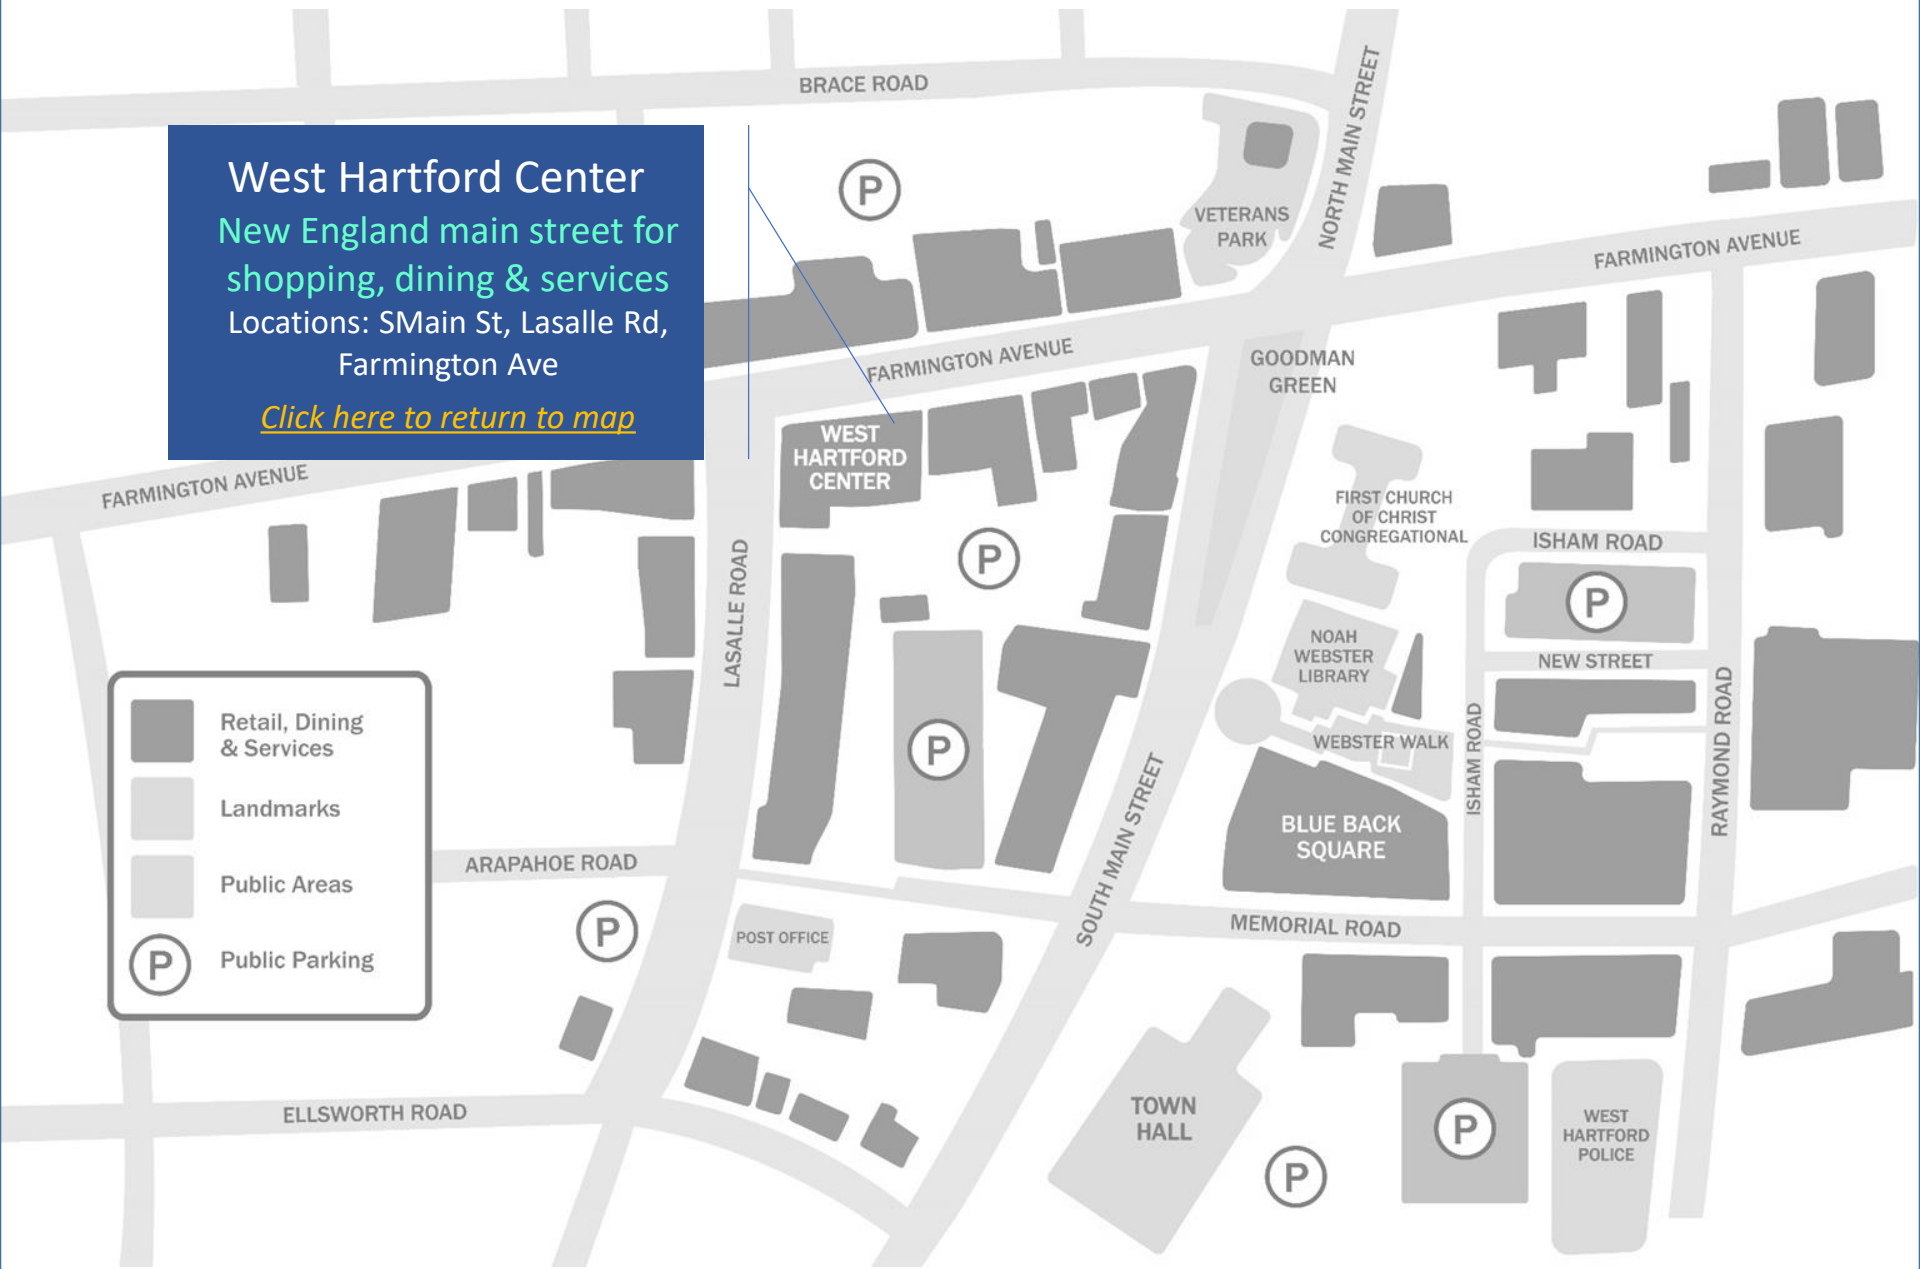 BRACE ROAD
NORTH MAIN STREET
West Hartford Center
New England main street for
shopping, dining & services
Locations: SMain St, Lasalle Rd,
Farmington Ave
Click here to return to map
P
VETERANS
PARK
FARMINGTON AVENUE
FARMINGTON AVENUE
GOODMAN
GREEN
WEST
HARTFORD
CENTER
FARMINGTON AVENUE
FIRST CHURCH
OF CHRIST
CONGREGATIONAL
ISHAM ROAD
P
P
LASALLE ROAD
NOAH
WEBSTER
LIBRARY
NEW STREET
RAYMOND ROAD
ISHAM ROAD
WEBSTER WALK
P
SOUTH MAIN STREET
BLUE BACK
SQUARE
Retail, Dining
& Services
Landmarks
Public Areas
P Public Parking
ARAPAHOE ROAD
P
POST OFFICE
MEMORIAL ROAD
ELLSWORTH ROAD
TOWN
HALL
P
P
WEST
HARTFORD
POLICE